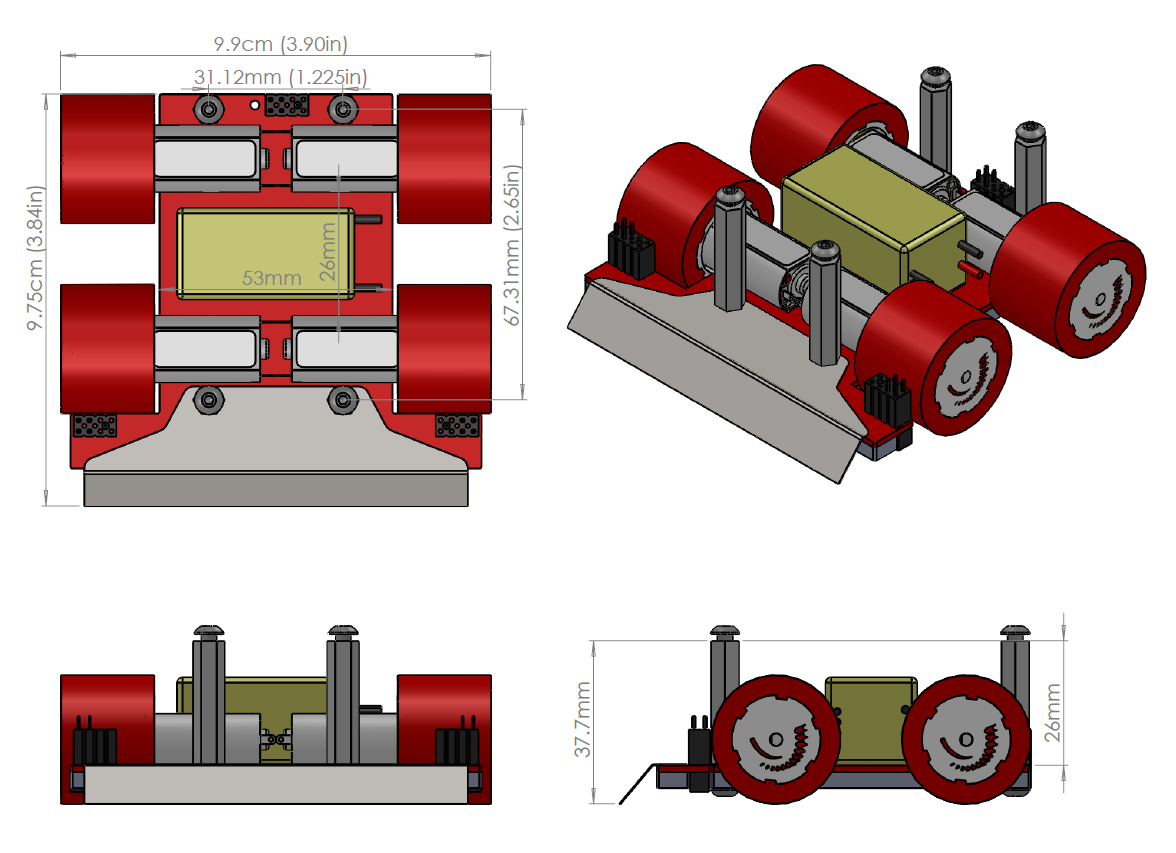 9.9cm (3.90in)
31.12mm (1.225in)
9.75cm (3.84in)
67.31mm (2.65in)
26mm
53mm
37.7mm
26mm